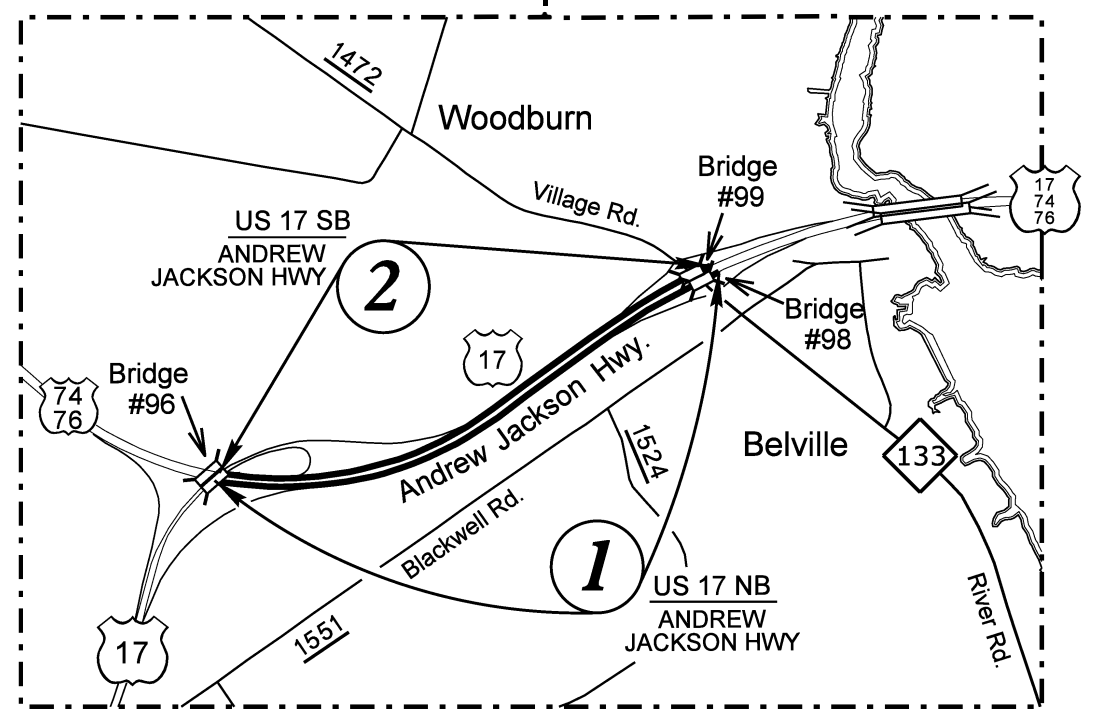 1472
Woodburn
Bridge
#99
17
74
76
Village Rd.
US 17 SB
ANDREW
JACKSON HWY
2
Bridge
#98
17
Bridge
#96
74
76
Andrew Jackson Hwy.
1524
Belville
133
Blackwell Rd.
1
US 17 NB
ANDREW
JACKSON HWY
River Rd.
1551
17